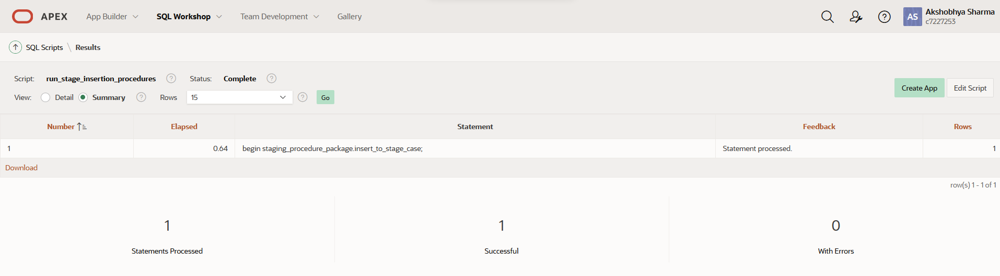 APEX App Builder SQL Workshop Team Development Gallery ? AS Akshobhya Sharma
c7227253
SQL Scripts \ Results
Script: run_stage_insertion_procedures ? Status: Complete ?
View: Detail Summary ? Rows 15 ? Go
Create App Edit Script
Number Elapsed Statement Feedback Rows
1 0.64 begin staging_procedure_package.insert_to_stage_case; Statement processed. 1
Download
row(s) 1 - 1 of 1
1 1 0
Statements Processed Successful With Errors